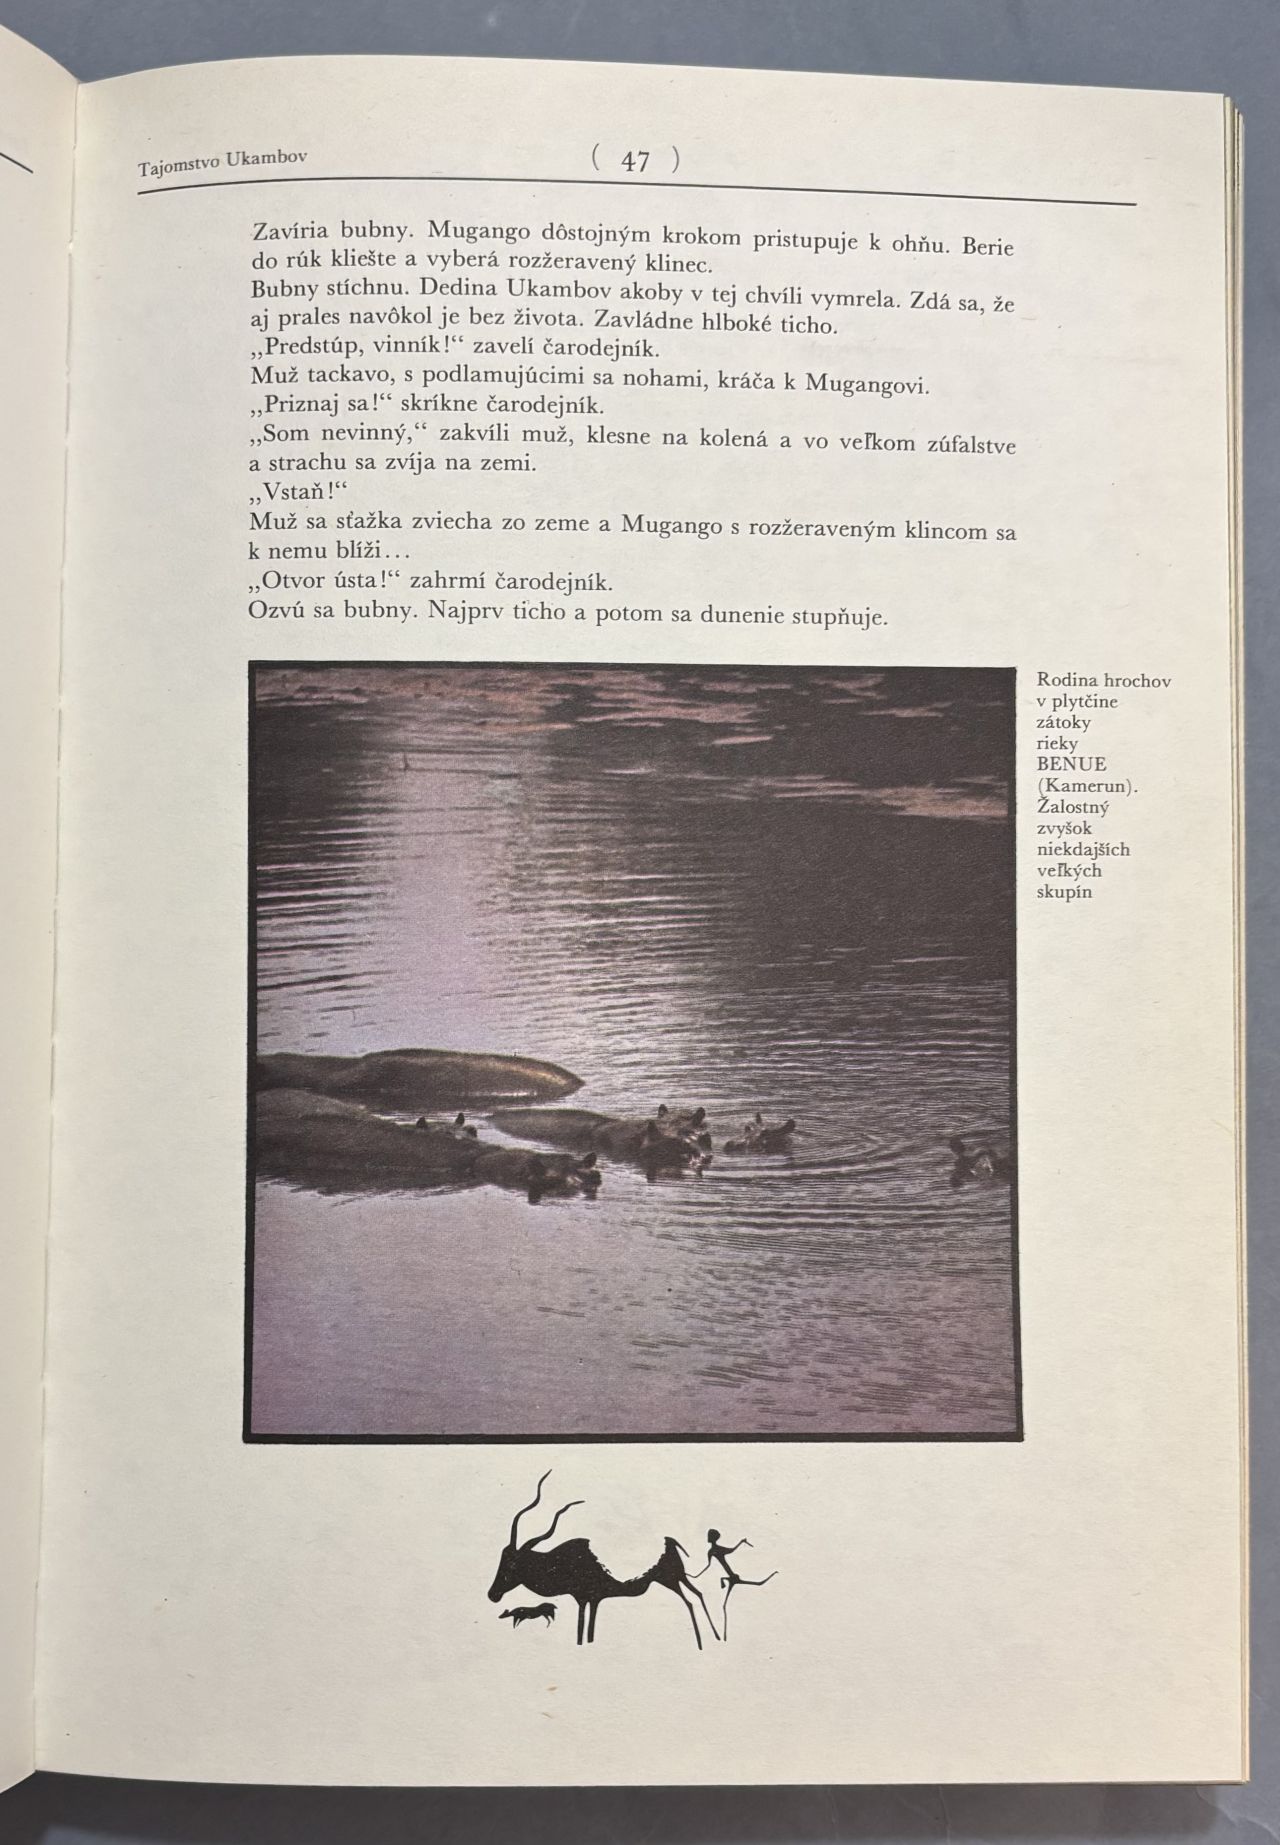 Tajomstvo Ukambov
( 47 )
Zavíria bubny. Mugango dôstojným krokom pristupuje k ohňu. Berie
do rúk kliešte a vyberá rozžeravený klinec.
Bubny stíchnu. Dedina Ukambov akoby v tej chvíli vymrela. Zdá sa, že
aj prales navôkol je bez života. Zavládne hlboké ticho.
„Predstúp, vinník!“ zavelí čarodejník.
Muž tackavo, s podlamujúcimi sa nohami, kráča k Mugangovi.
„Priznaj sa!“ skríkne čarodejník.
„Som nevinný,“ zakvíli muž, klesne na kolená a vo veľkom zúfalstve
a strachu sa zvíja na zemi.
„Vstaň!“
Muž sa sťažka zviecha zo zeme a Mugango s rozžeraveným klincom sa
k nemu blíži...
„Otvor ústa!“ zahrmí čarodejník.
Ozvú sa bubny. Najprv ticho a potom sa dunenie stupňuje.
Rodina hrochov
v plytčine
zátoky
rieky
BENUE
(Kamerun).
Žalostný
zvyšok
niekdajších
veľkých
skupín